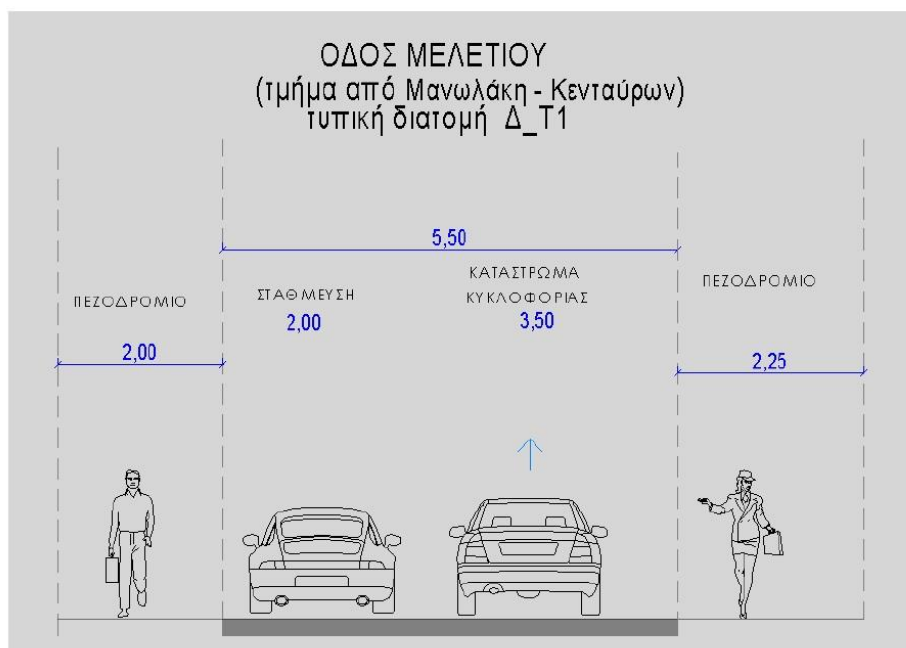 ΟΔΟΣ ΜΕΛΕΤΙΟΥ
(τμήμα από Μανωλάκη - Κενταύρων)
τυπική διατομή Δ_Τ1
5,50
ΠΕΖΟΔΡΟΜΙΟ
ΣΤΑΘΜΕΥΣΗ
2,00
ΚΑΤΑΣΤΡΩΜΑ
ΚΥΚΛΟΦΟΡΙΑΣ
3,50
ΠΕΖΟΔΡΟΜΙΟ
2,00
2,25